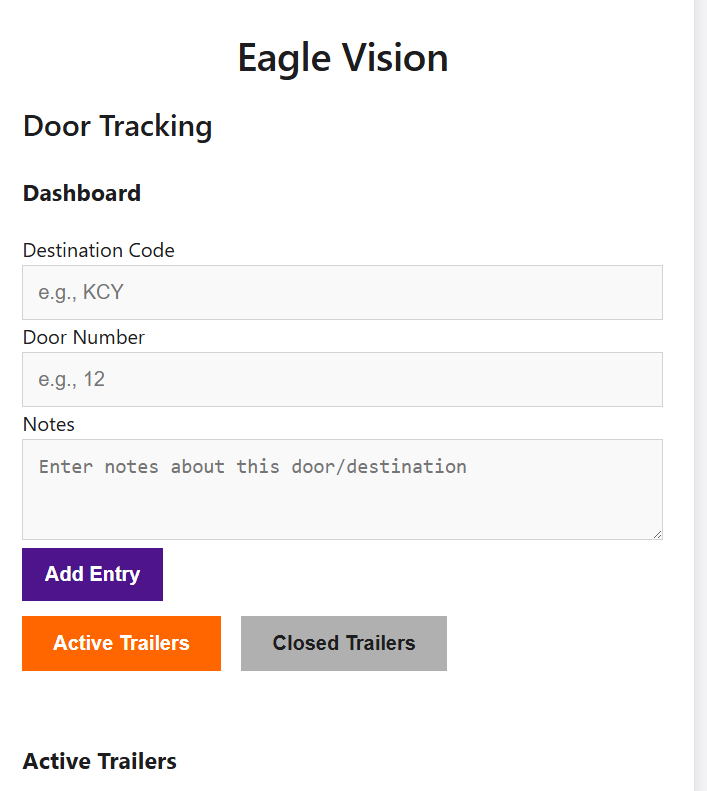 Eagle Vision
Door Tracking
Dashboard
Destination Code
e.g., KCY
Door Number
e.g., 12
Notes
Enter notes about this door/destination
Add Entry
Active Trailers Closed Trailers
Active Trailers